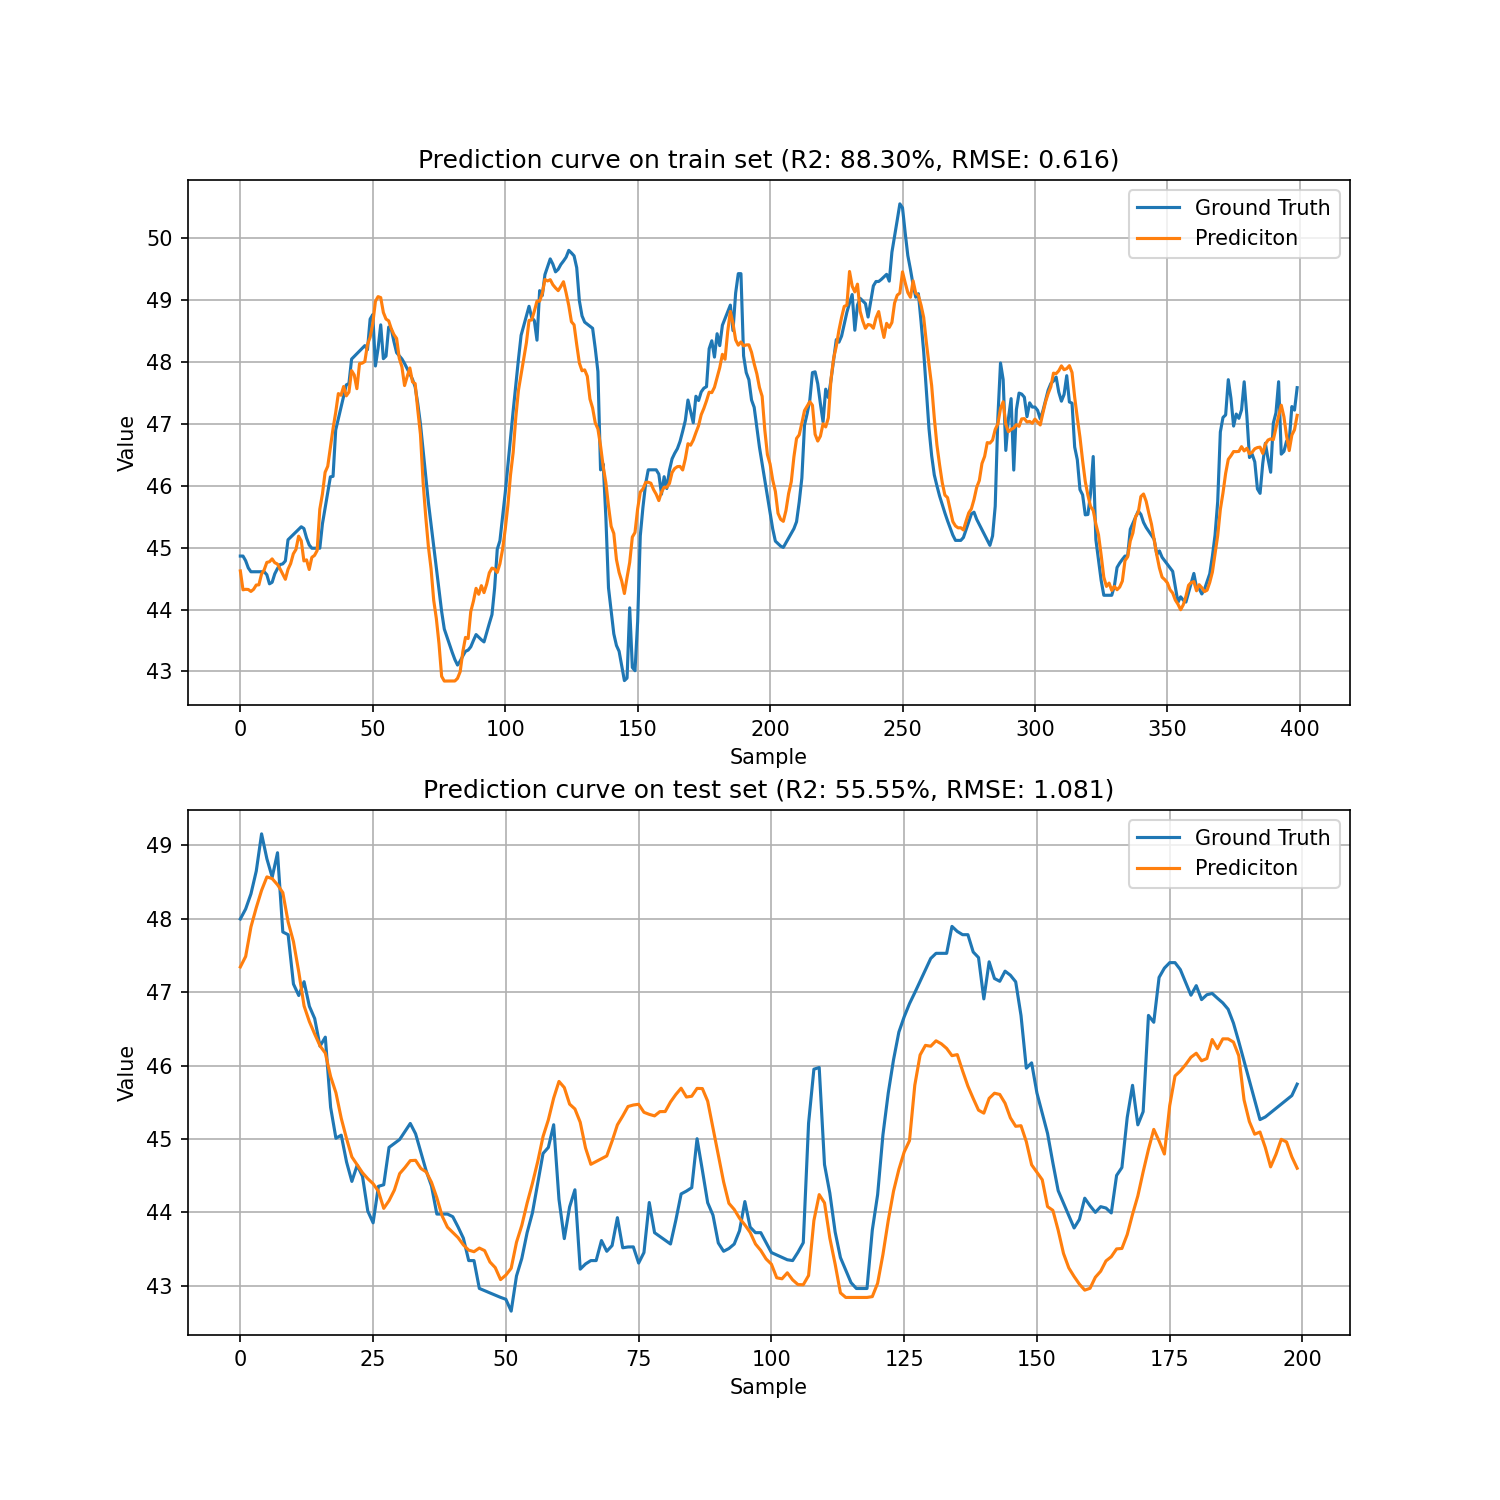 Prediction curve on train set (R2: 88.30%, RMSE: 0.616)
Ground Truth
Prediciton
50
49
48
47
46
45
44
43
Value
0 50 100 150 200 250 300 350 400
Sample
Prediction curve on test set (R2: 55.55%, RMSE: 1.081)
Ground Truth
Prediciton
49
48
47
46
45
44
43
Value
0 25 50 75 100 125 150 175 200
Sample